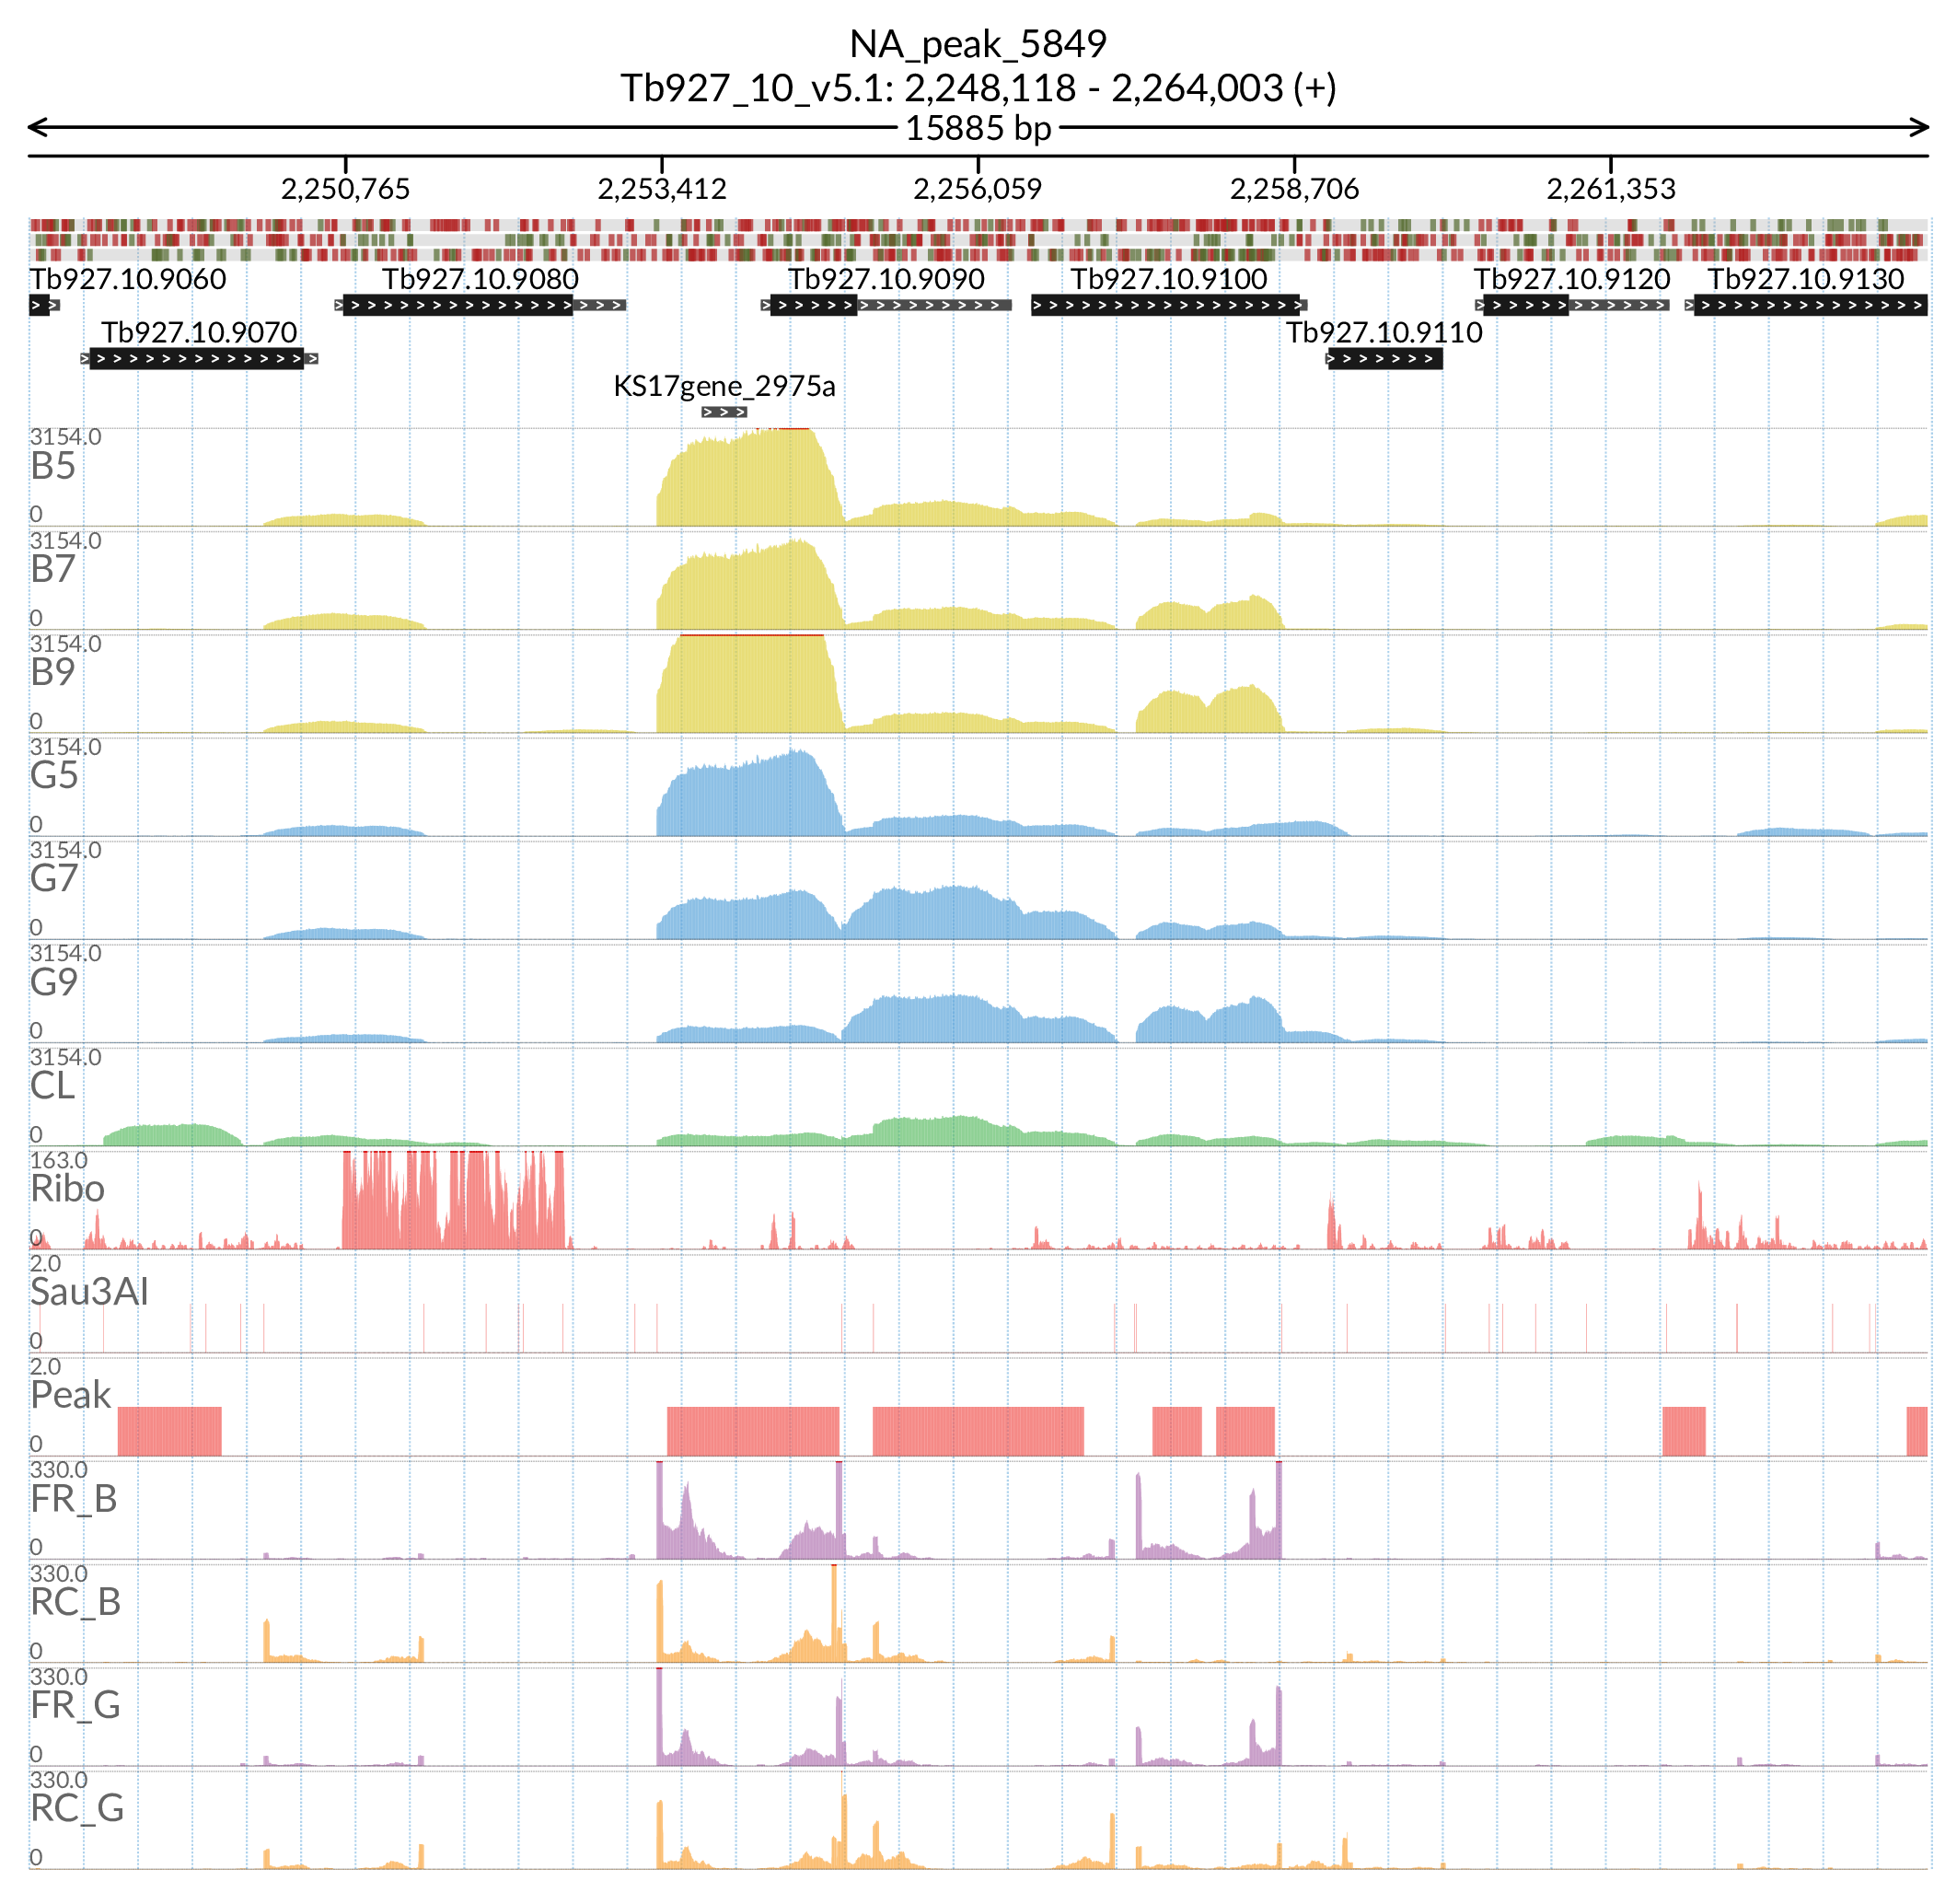 NA_peak_5849
Tb927_10_v5.1: 2,248,118 - 2,264,003 (+)
15885 bp
2,250,765 2,253,412 2,256,059 2,258,706 2,261,353
Tb927.10.9060 Tb927.10.9080 Tb927.10.9090 Tb927.10.9100 Tb927.10.9120 Tb927.10.9130
Tb927.10.9070 Tb927.10.9110
KS17gene_2975a
3154.0
B5
0
3154.0
B7
0
3154.0
B9
0
3154.0
G5
0
3154.0
G7
0
3154.0
G9
0
3154.0
CL
0
163.0
Ribo
0
2.0
Sau3AI
0
2.0
Peak
0
330.0
FR_B
0
330.0
RC_B
0
330.0
FR_G
0
330.0
RC_G
0